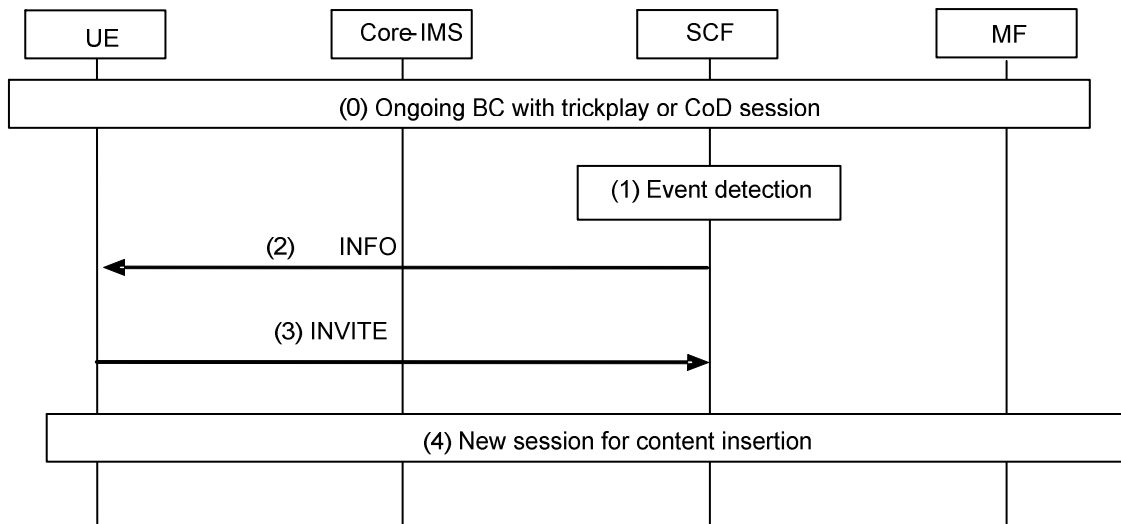 UE
Core-IMS
SCF
MF
(0) Ongoing BC with trickplay or CoD session
(1) Event detection
(2) INFO
(3) INVITE
(4) New session for content insertion